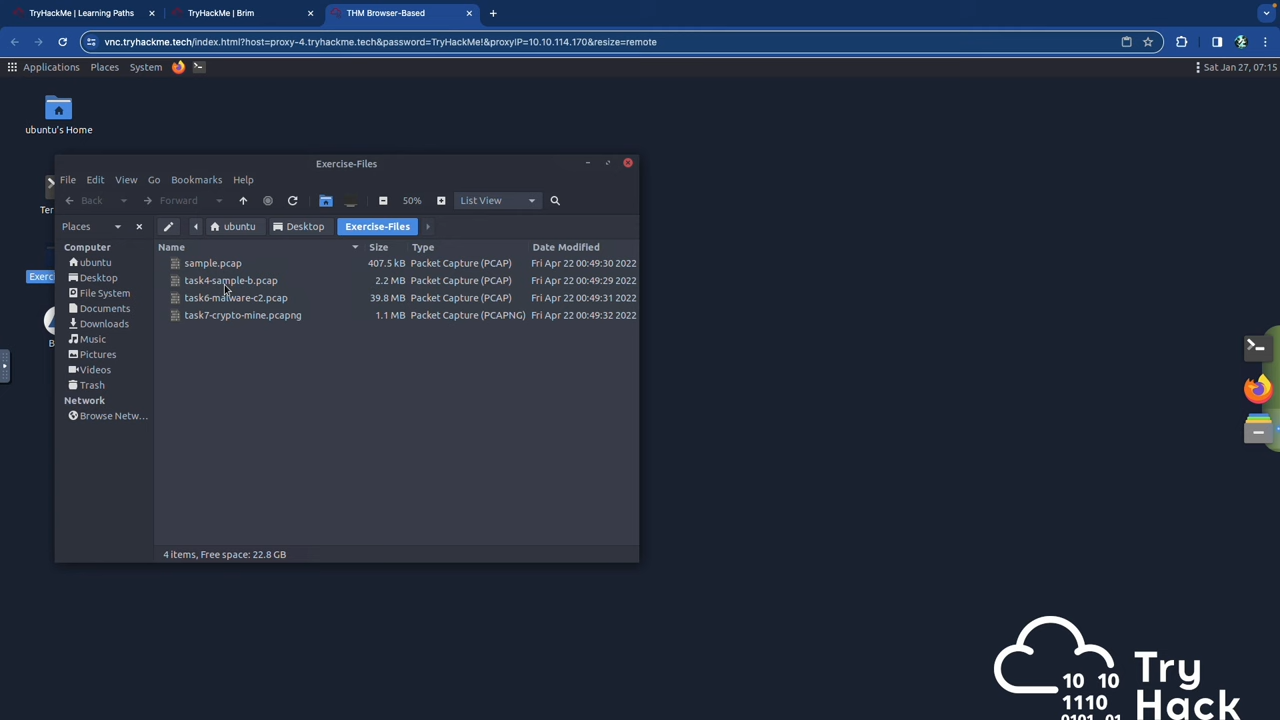 TryHackMe | Learning Paths
TryHackMe | Brim
THM Browser-Based
vnc.tryhackme.tech/index.html?host=proxy-4.tryhackme.tech&password=TryHackMe!&proxyIP=10.10.114.170&resize=remote
Applications Places System
Sat Jan 27, 07:15
ubuntu's Home
Exercise-Files
File Edit View Go Bookmarks Help
Back Forward 50% List View
Places ubuntu Desktop Exercise-Files
Computer
ubuntu
Desktop
File System
Documents
Downloads
Music
Pictures
Videos
Trash
Network
Browse Netw...
Name Size Type Date Modified
sample.pcap 407.5 kB Packet Capture (PCAP) Fri Apr 22 00:49:30 2022
task4-sample-b.pcap 2.2 MB Packet Capture (PCAP) Fri Apr 22 00:49:29 2022
task6-malware-c2.pcap 39.8 MB Packet Capture (PCAP) Fri Apr 22 00:49:31 2022
task7-crypto-mine.pcapng 1.1 MB Packet Capture (PCAPNG) Fri Apr 22 00:49:32 2022
4 items, Free space: 22.8 GB
Ter
Exerc
B
Try
Hack
10 10
1110
0101 01